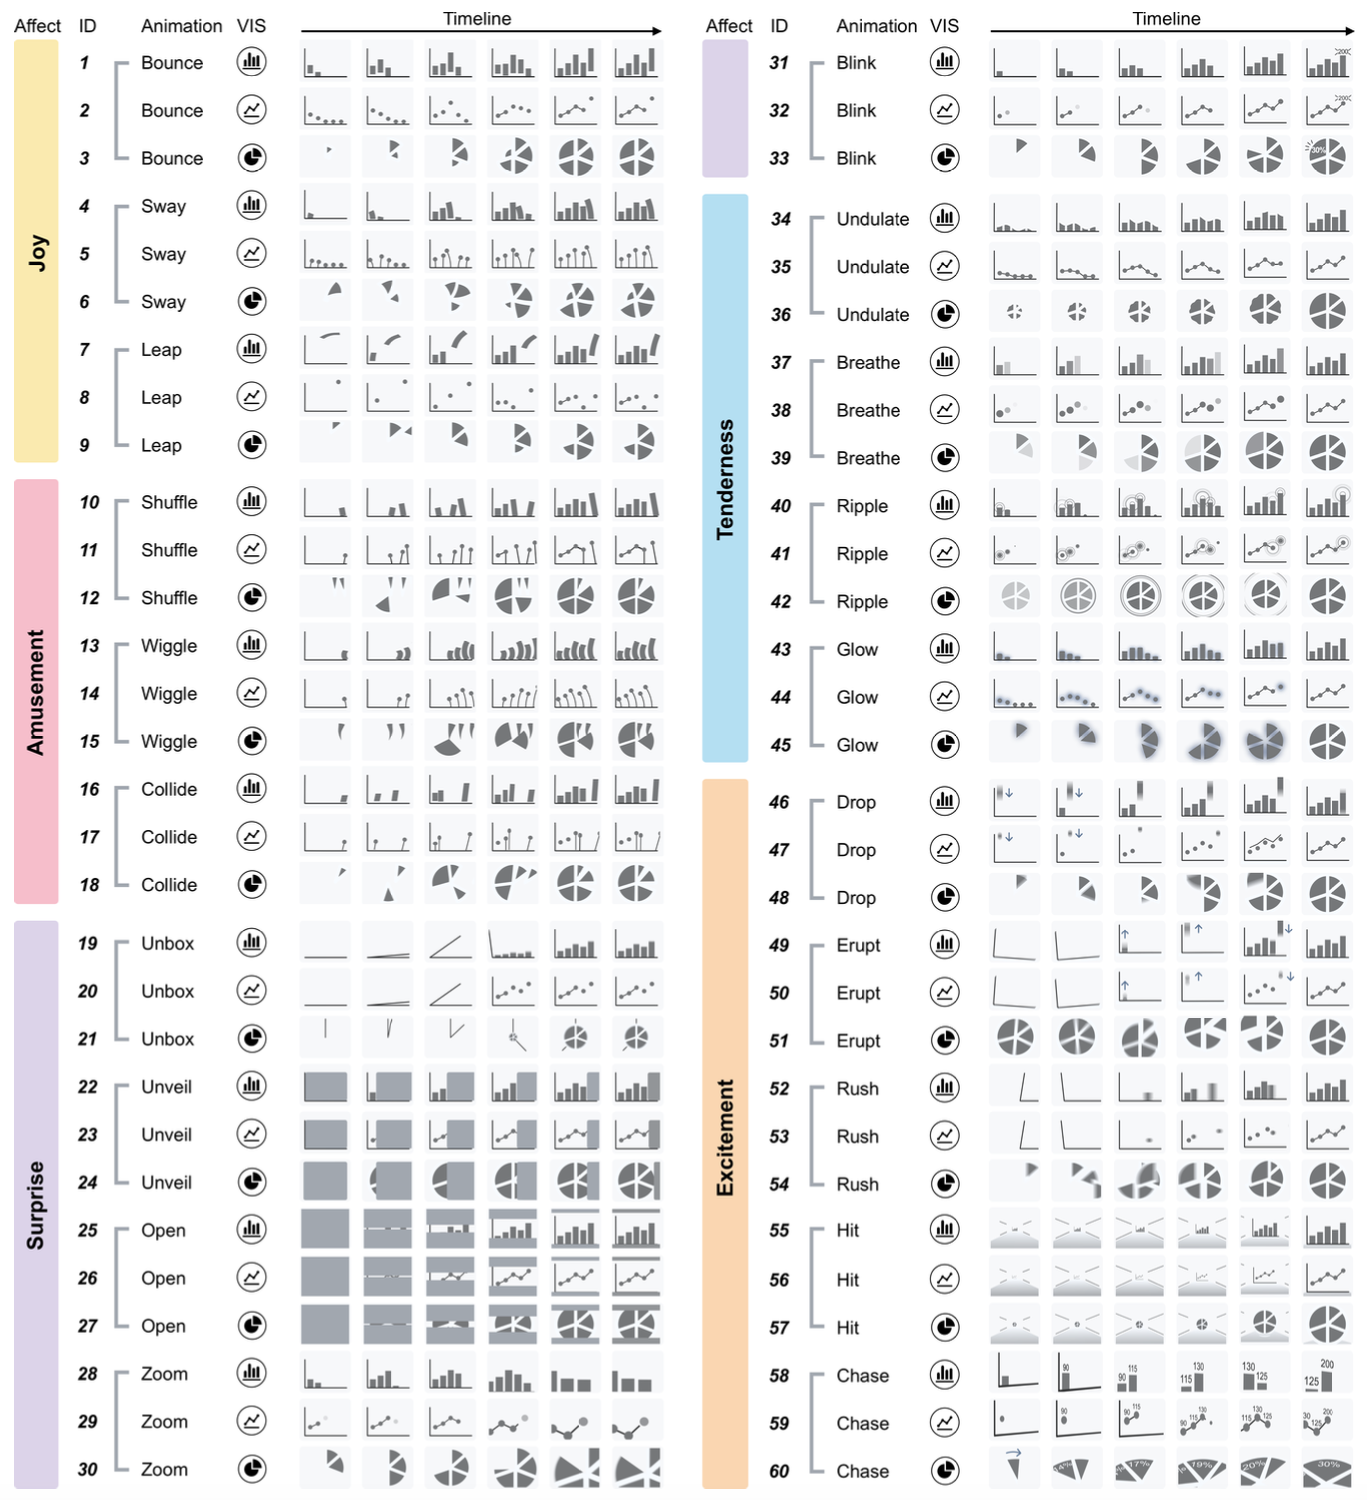 Affect ID Animation VIS Timeline
Joy
1 Bounce
2 Bounce
3 Bounce
4 Sway
5 Sway
6 Sway
7 Leap
8 Leap
9 Leap
Amusement
10 Shuffle
11 Shuffle
12 Shuffle
13 Wiggle
14 Wiggle
15 Wiggle
16 Collide
17 Collide
18 Collide
Surprise
19 Unbox
20 Unbox
21 Unbox
22 Unveil
23 Unveil
24 Unveil
25 Open
26 Open
27 Open
28 Zoom
29 Zoom
30 Zoom
Affect ID Animation VIS Timeline
31 Blink 200
32 Blink 200
33 Blink 30%
Tenderness
34 Undulate
35 Undulate
36 Undulate
37 Breathe
38 Breathe
39 Breathe
40 Ripple
41 Ripple
42 Ripple
43 Glow
44 Glow
45 Glow
Excitement
46 Drop
47 Drop
48 Drop
49 Erupt
50 Erupt
51 Erupt
52 Rush
53 Rush
54 Rush
55 Hit
56 Hit
57 Hit
58 Chase 90 90 115 115 130 130 125 125 200
59 Chase 90 90 115 90 115 130 115 130 125 30 125 200
60 Chase 14% 17% 19% 20% 30%